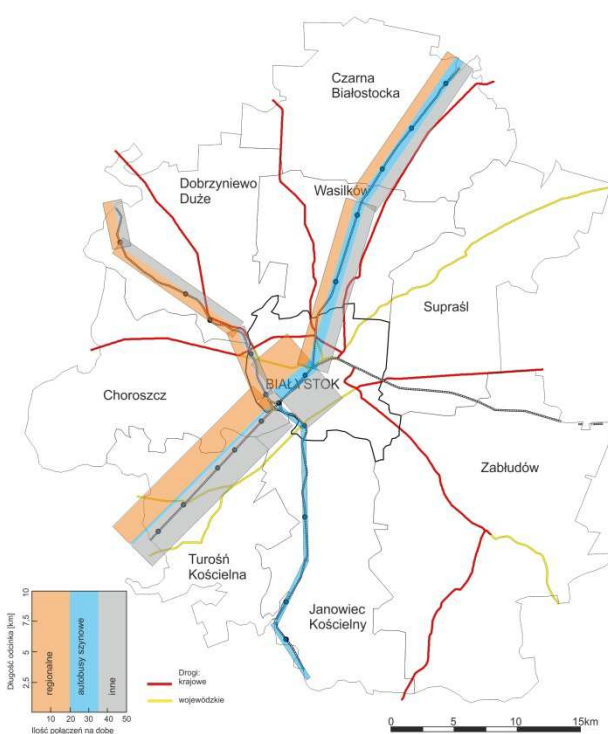 Czarna
Białostocka
Dobrzyniewo
Duże
Wasilków
Supraśl
BIAŁYSTOK
Choroszcz
Zabłudów
Turośń
Kościelna
Janowiec
Kościelny
Długość odcinka [km]
10
7,5
5
2,5
regionalne
autobusy szynowe
inne
10 20 30 40 50
Ilość połączeń na dobę
Drogi:
krajowe
wojewódzkie
0 5 10 15km